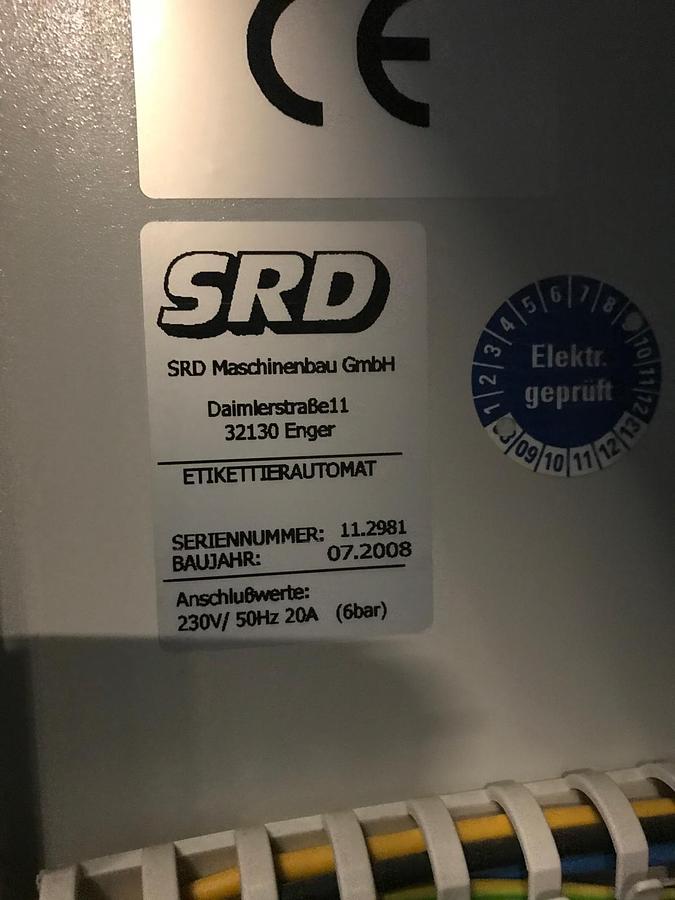 CE
SRD
SRD Maschinenbau GmbH
Daimlerstraße11
32130 Enger
ETIKETTIERAUTOMAT
SERIENNUMMER: 11.2981
BAUJAHR: 07.2008
Anschlußwerte:
230V/ 50Hz 20A (6bar)
1 2 3 4 5 6 7 8 10 11 12
Elektr.
geprüft
09 10 11 12 13